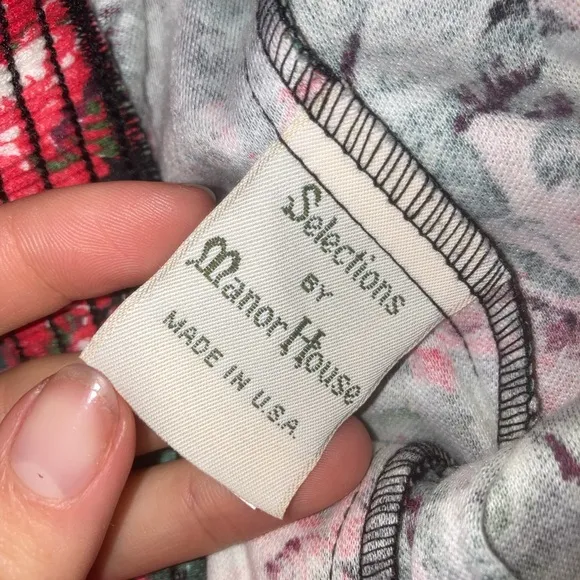 Selections
BY
Manor House
MADE IN U.S.A.